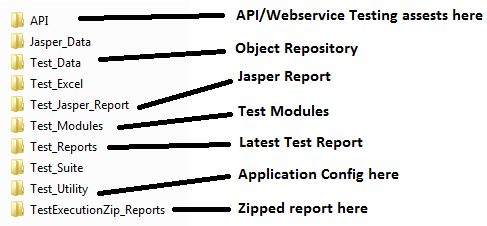 API
API/Webservice Testing assests here
Jasper_Data
Test_Data
Object Repository
Test_Excel
Jasper Report
Test_Jasper_Report
Test_Modules
Test Modules
Test_Reports
Latest Test Report
Test_Suite
Application Config here
Test_Utility
TestExecutionZip_Reports
Zipped report here